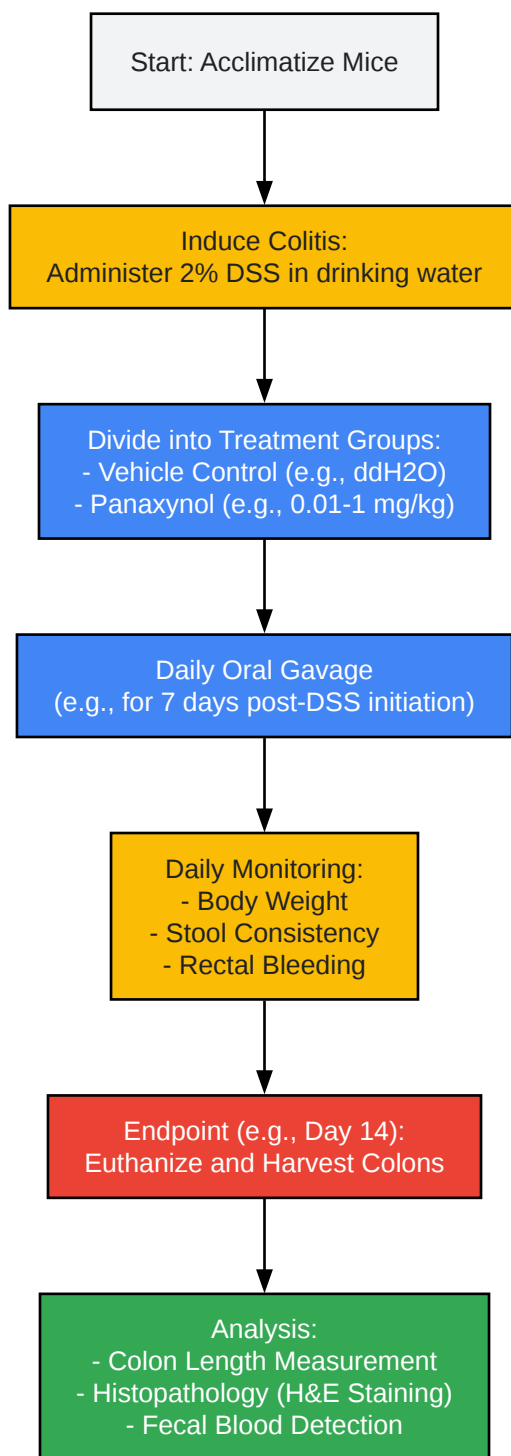 Start: Acclimatize Mice
Induce Colitis:
Administer 2% DSS in drinking water
Divide into Treatment Groups:
- Vehicle Control (e.g., ddH2O)
- Panaxynol (e.g., 0.01-1 mg/kg)
Daily Oral Gavage
(e.g., for 7 days post-DSS initiation)
Daily Monitoring:
- Body Weight
- Stool Consistency
- Rectal Bleeding
Endpoint (e.g., Day 14):
Euthanize and Harvest Colons
Analysis:
- Colon Length Measurement
- Histopathology (H&E Staining)
- Fecal Blood Detection